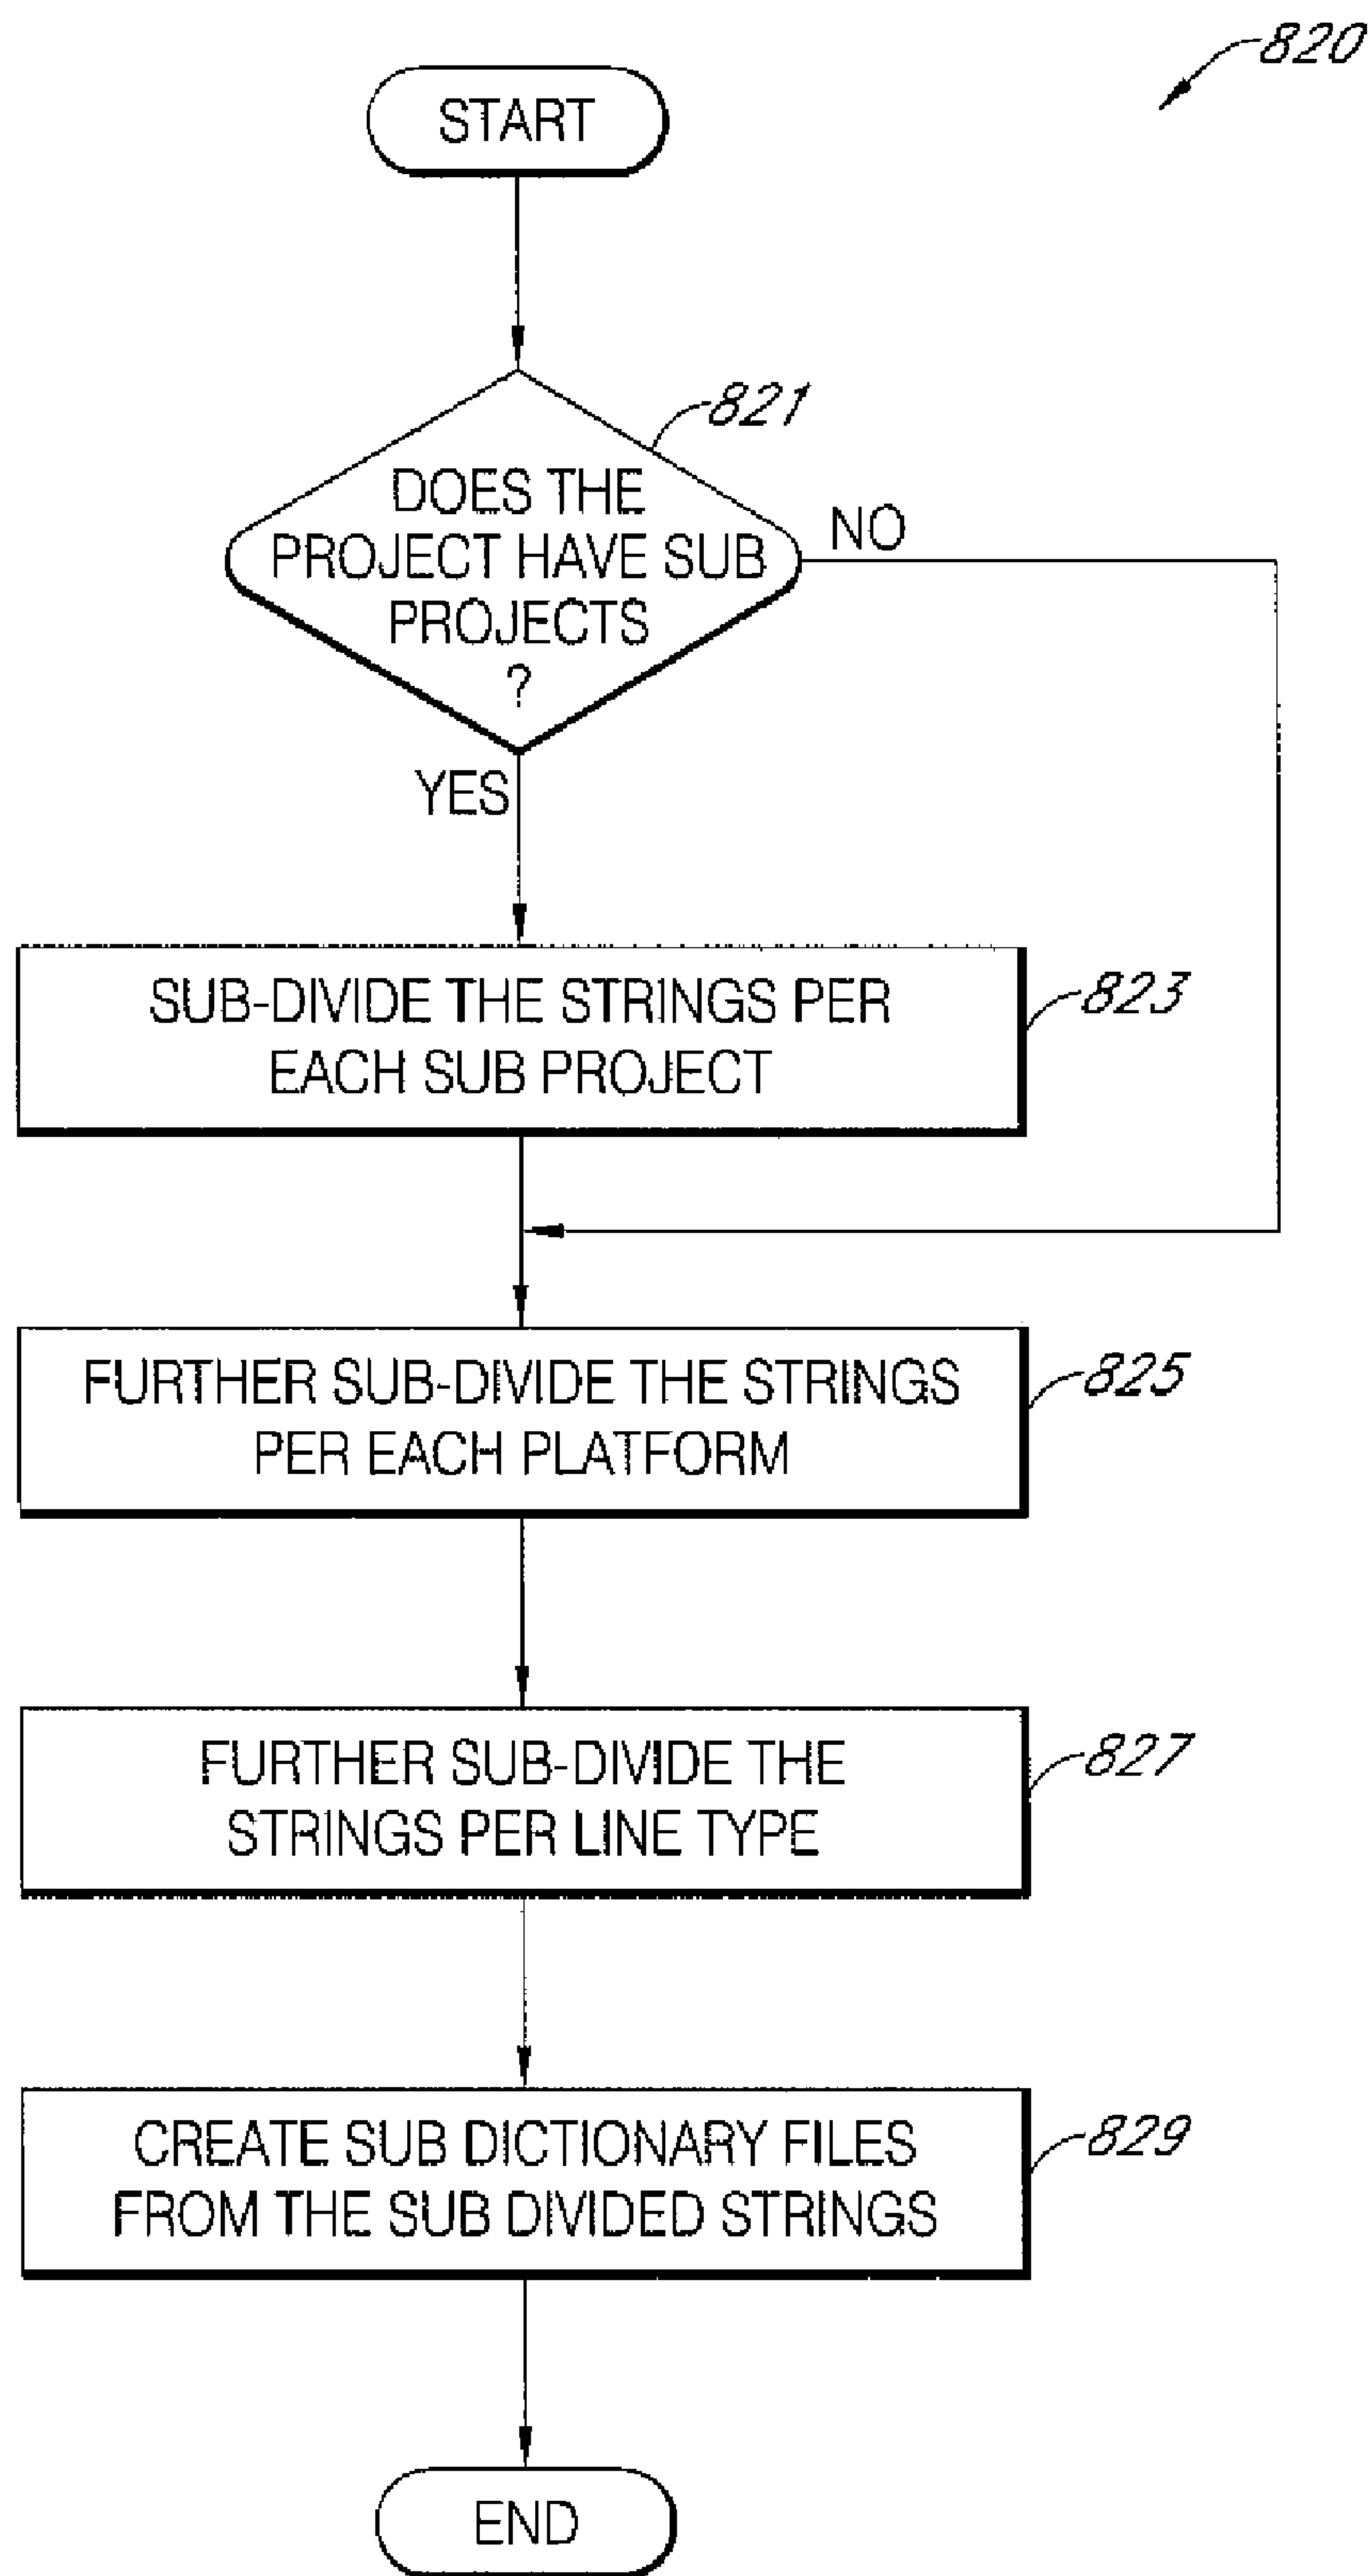 820
START
821
DOES THE
PROJECT HAVE SUB
PROJECTS
?
NO
YES
SUB-DIVIDE THE STRINGS PER
EACH SUB PROJECT
823
FURTHER SUB-DIVIDE THE STRINGS
PER EACH PLATFORM
825
FURTHER SUB-DIVIDE THE
STRINGS PER LINE TYPE
827
CREATE SUB DICTIONARY FILES
FROM THE SUB DIVIDED STRINGS
829
END